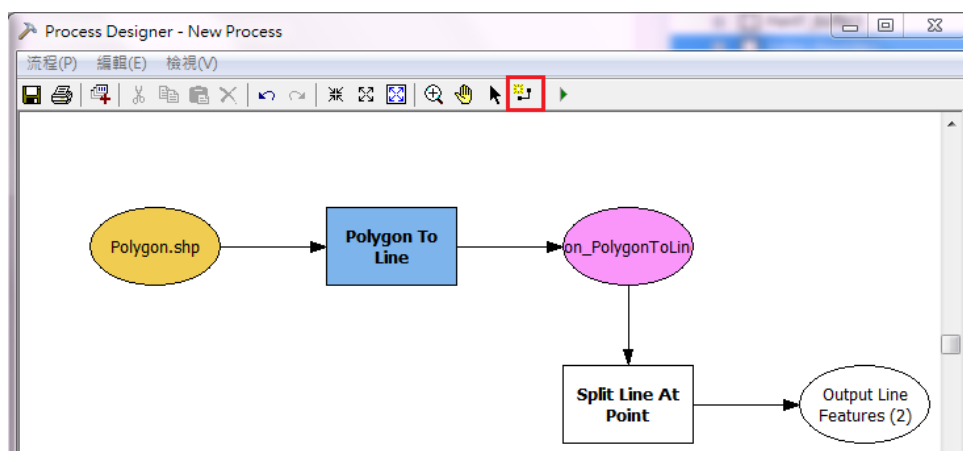 Process Designer - New Process
流程(P) 編輯(E) 檢視(V)
Polygon.shp
Polygon To
Line
on_PolygonToLin
Split Line At
Point
Output Line
Features (2)